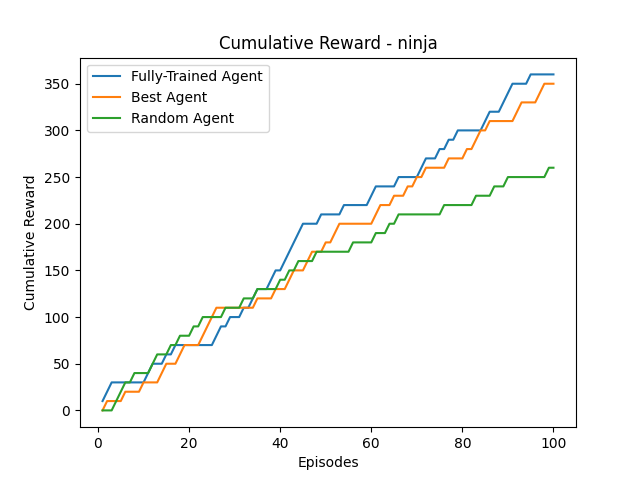 Cumulative Reward - ninja
Fully-Trained Agent
Best Agent
Random Agent
Cumulative Reward
350
300
250
200
150
100
50
0
0 20 40 60 80 100
Episodes